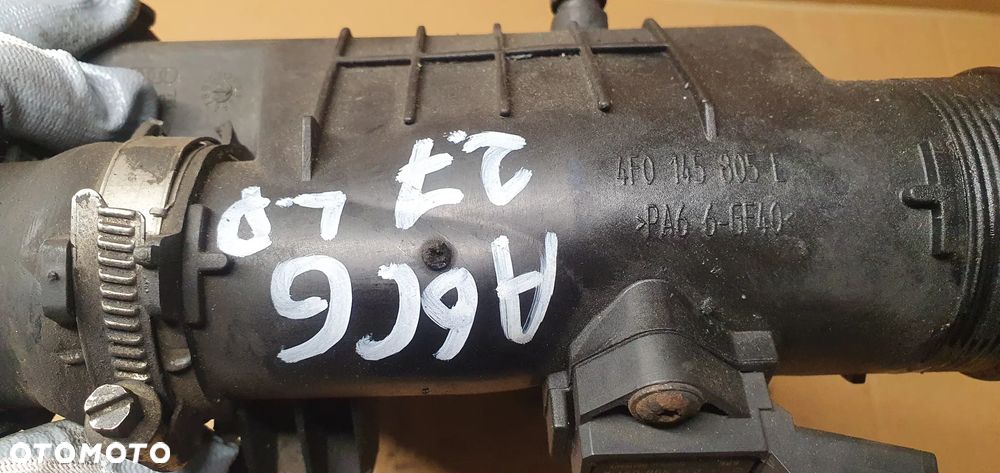 4F0 145 805 L
>PA6 6-GF40<
A6C6
2.7
OTOMOTO